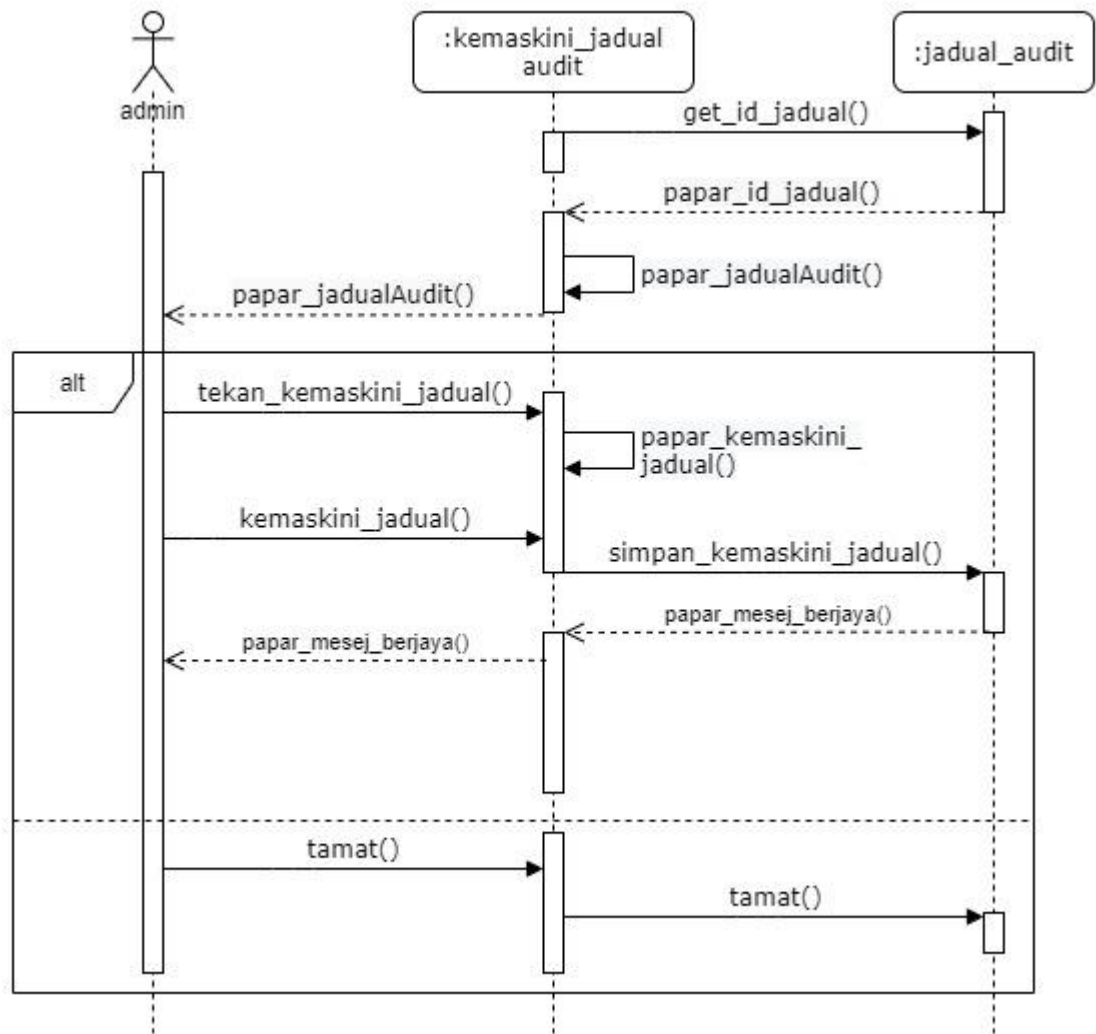 :kemaskini_jadual
audit
:jadual_audit
admin
get_id_jadual()
papar_id_jadual()
papar_jadualAudit()
papar_jadualAudit()
alt
tekan_kemaskini_jadual()
papar_kemaskini_
jadual()
kemaskini_jadual()
simpan_kemaskini_jadual()
papar_mesej_berjaya()
papar_mesej_berjaya()
tamat()
tamat()